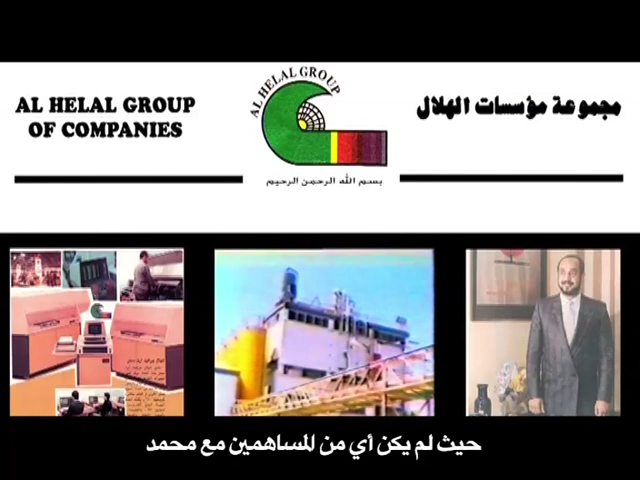 AL HELAL GROUP
OF COMPANIES
AL HELAL GROUP
مجموعة مؤسسات الهلال
بسم الله الرحمن الرحيم
حيث لم يكن أي من المساهمين مع محمد